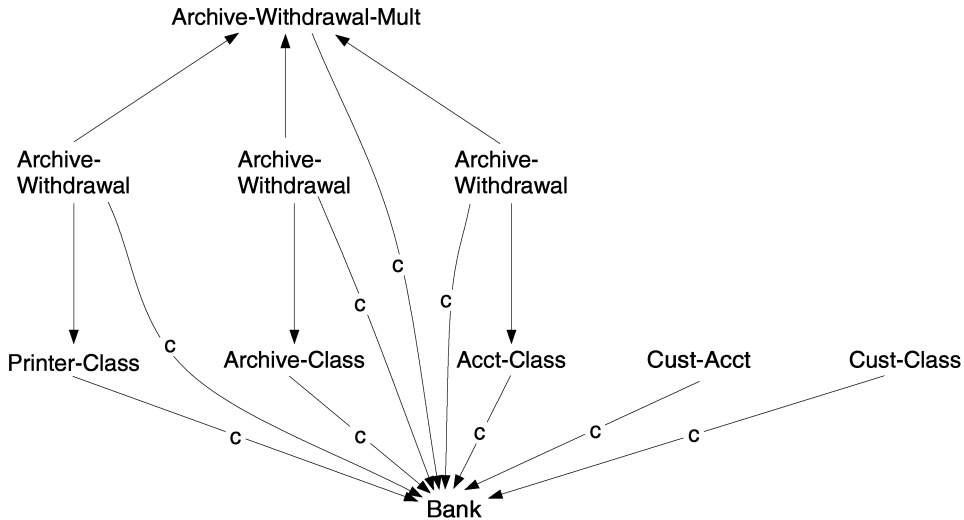 Archive-Withdrawal-Mult
Archive-
Withdrawal
Archive-
Withdrawal
Archive-
Withdrawal
c
c
c
c
Printer-Class
Archive-Class
Acct-Class
Cust-Acct
Cust-Class
c
c
c
c
c
Bank